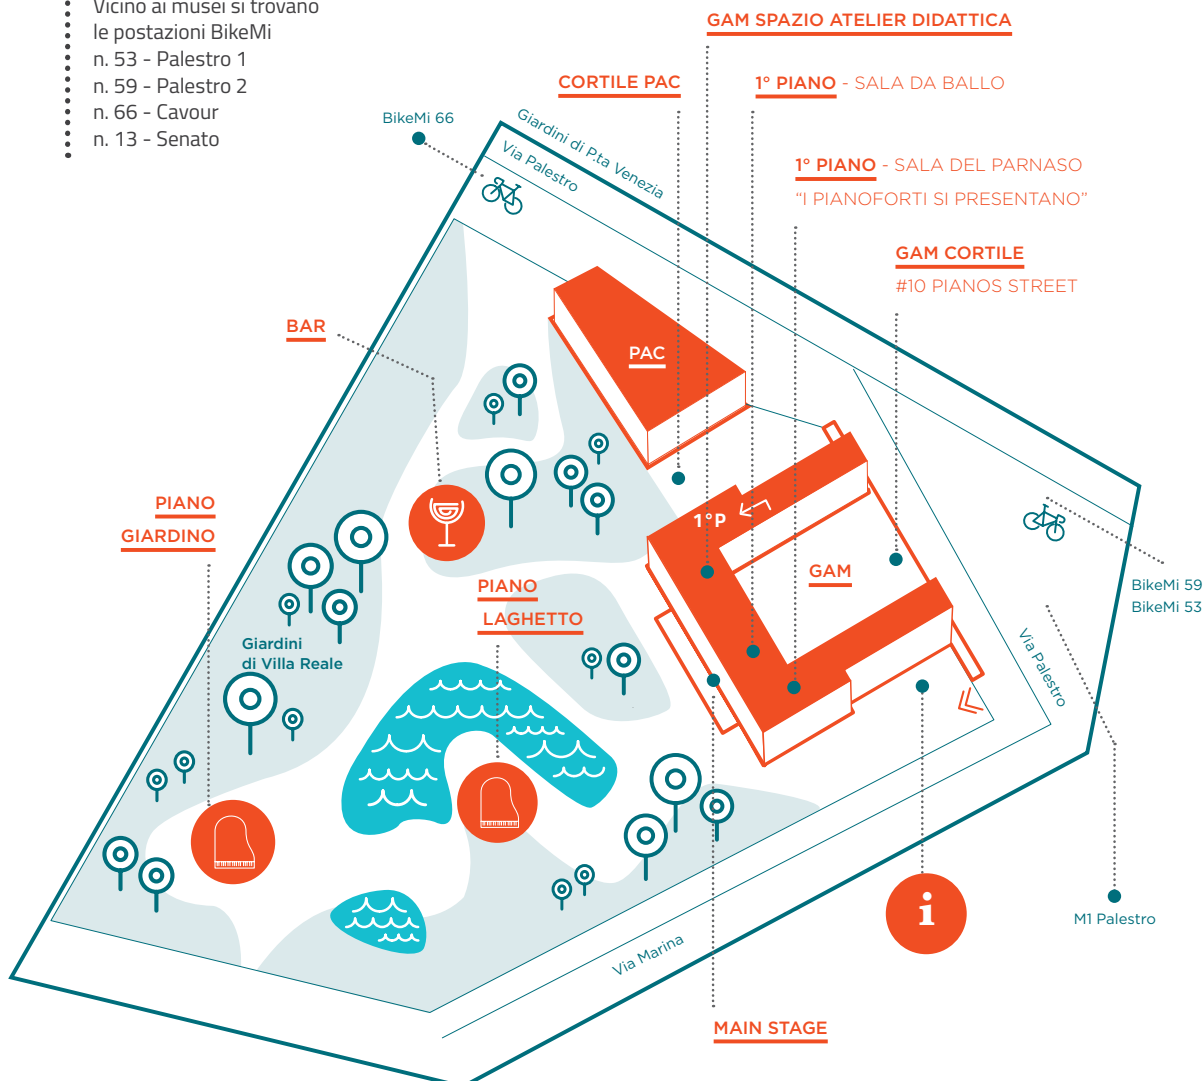 Vicino ai musei si trovano
le postazioni BikeMi
n. 53 - Palestro 1
n. 59 - Palestro 2
n. 66 - Cavour
n. 13 - Senato
GAM SPAZIO ATELIER DIDATTICA
CORTILE PAC
1° PIANO - SALA DA BALLO
BikeMi 66
Giardini di P.ta Venezia
Via Palestro
1° PIANO - SALA DEL PARNASO
“I PIANOFORTI SI PRESENTANO”
GAM CORTILE
#10 PIANOS STREET
BAR
PAC
PIANO
GIARDINO
1°P
GAM
PIANO
LAGHETTO
BikeMi 59
BikeMi 53
Giardini
di Villa Reale
Via Palestro
i
M1 Palestro
Via Marina
MAIN STAGE